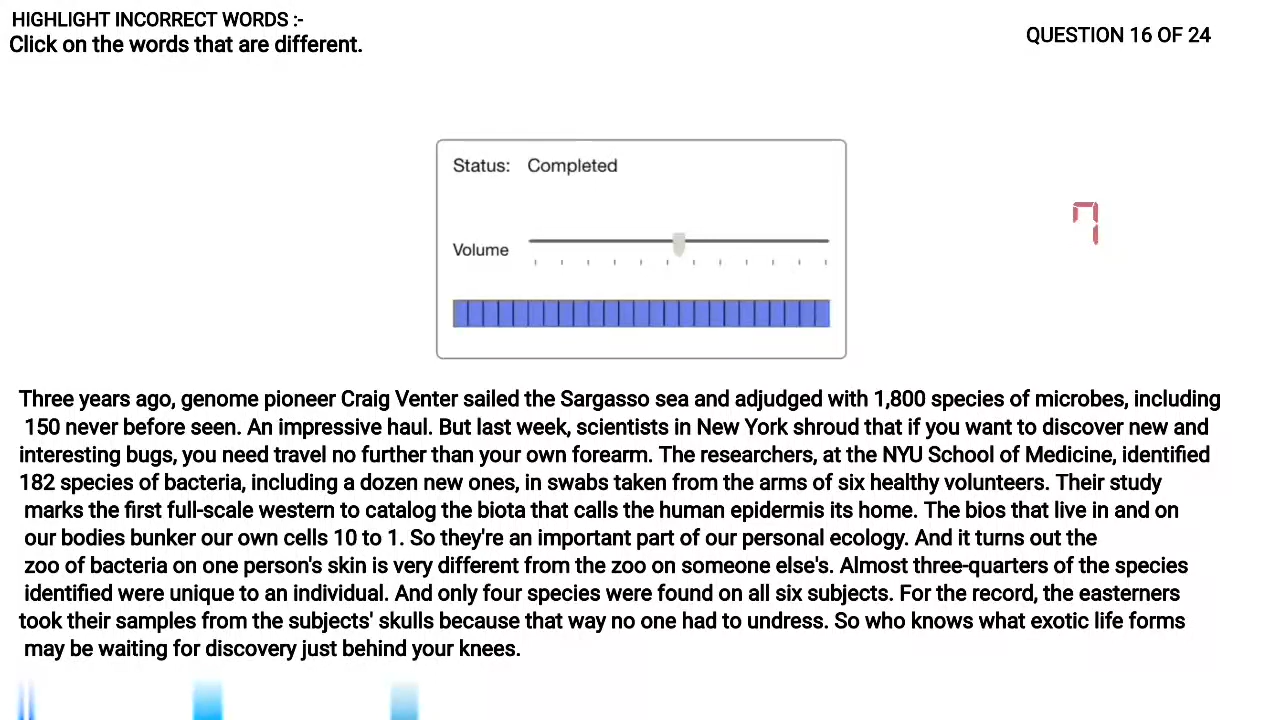 HIGHLIGHT INCORRECT WORDS :-
Click on the words that are different.
QUESTION 16 OF 24
Status: Completed
Volume
7
Three years ago, genome pioneer Craig Venter sailed the Sargasso sea and adjudged with 1,800 species of microbes, including
150 never before seen. An impressive haul. But last week, scientists in New York shroud that if you want to discover new and
interesting bugs, you need travel no further than your own forearm. The researchers, at the NYU School of Medicine, identified
182 species of bacteria, including a dozen new ones, in swabs taken from the arms of six healthy volunteers. Their study
marks the first full-scale western to catalog the biota that calls the human epidermis its home. The bios that live in and on
our bodies bunker our own cells 10 to 1. So they're an important part of our personal ecology. And it turns out the
zoo of bacteria on one person's skin is very different from the zoo on someone else's. Almost three-quarters of the species
identified were unique to an individual. And only four species were found on all six subjects. For the record, the easterners
took their samples from the subjects' skulls because that way no one had to undress. So who knows what exotic life forms
may be waiting for discovery just behind your knees.